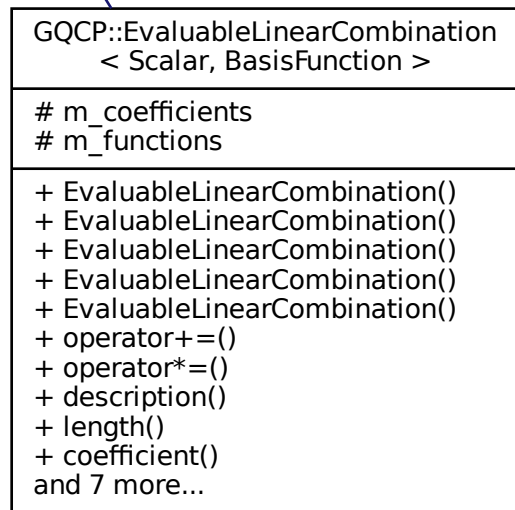 GQCP::EvaluableLinearCombination
< Scalar, BasisFunction >
# m_coefficients
# m_functions
+ EvaluableLinearCombination()
+ EvaluableLinearCombination()
+ EvaluableLinearCombination()
+ EvaluableLinearCombination()
+ EvaluableLinearCombination()
+ operator+=()
+ operator*=()
+ description()
+ length()
+ coefficient()
and 7 more...